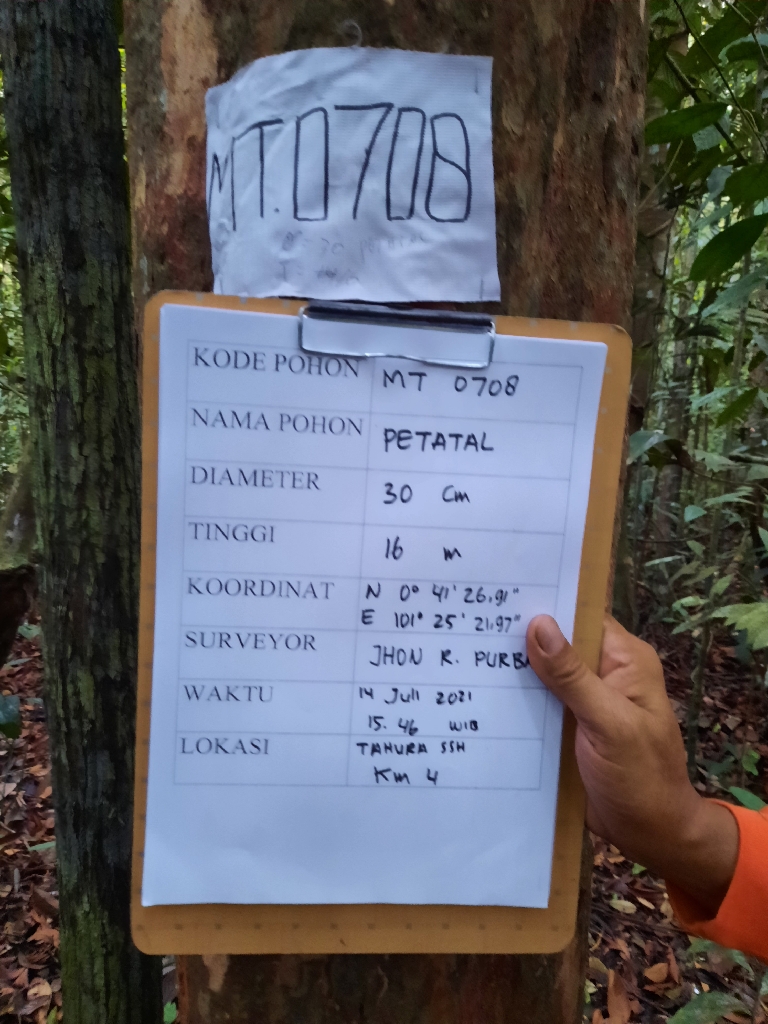 MT.0708
KODE POHON MT 0708
NAMA POHON PETATAL
DIAMETER 30 Cm
TINGGI 16 m
KOORDINAT N 0° 41' 26,91"
E 101° 25' 21,97"
SURVEYOR JHON R. PURBA
WAKTU 14 Juli 2021
15. 46 WIB
LOKASI TAHURA SSH
Km 4